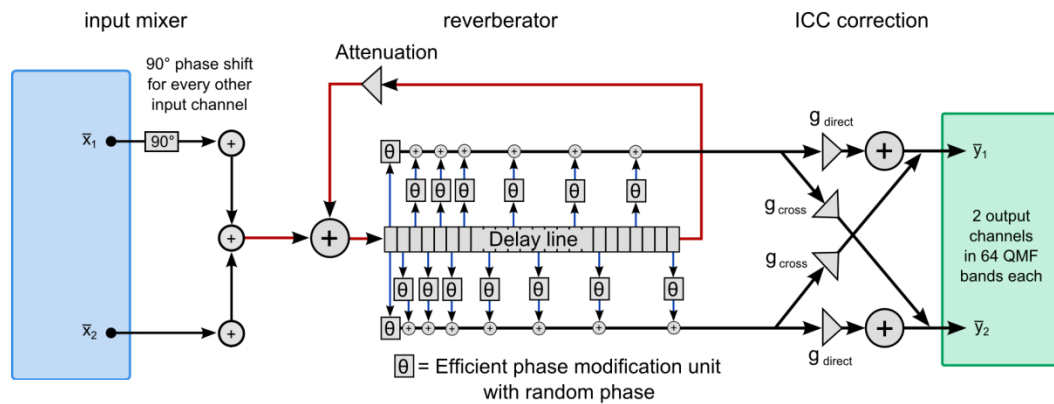 input mixer
reverberator
ICC correction
90° phase shift
for every other
input channel
Attenuation
x̅₁
90°
+
+
+
x̅₂
+
θ
+
+
+
+
+
+
θ
θ
θ
θ
θ
θ
Delay line
θ
θ
θ
θ
θ
θ
θ
θ
+
+
+
+
+
+
+
θ = Efficient phase modification unit
with random phase
g direct
+
g cross
g cross
+
g direct
y̅₁
2 output
channels
in 64 QMF
bands each
y̅₂